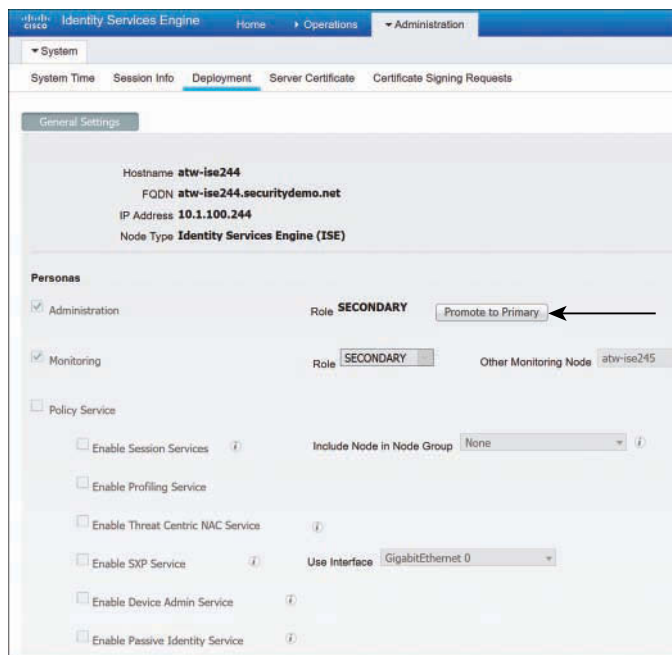 cisco Identity Services Engine Home Operations Administration
System
System Time Session Info Deployment Server Certificate Certificate Signing Requests
General Settings
Hostname atw-ise244
FQDN atw-ise244.securitydemo.net
IP Address 10.1.100.244
Node Type Identity Services Engine (ISE)
Personas
Administration Role SECONDARY Promote to Primary
Monitoring Role SECONDARY Other Monitoring Node atw-ise245
Policy Service
Enable Session Services Include Node in Node Group None
Enable Profiling Service
Enable Threat Centric NAC Service
Enable SXP Service Use Interface GigabitEthernet 0
Enable Device Admin Service
Enable Passive Identity Service